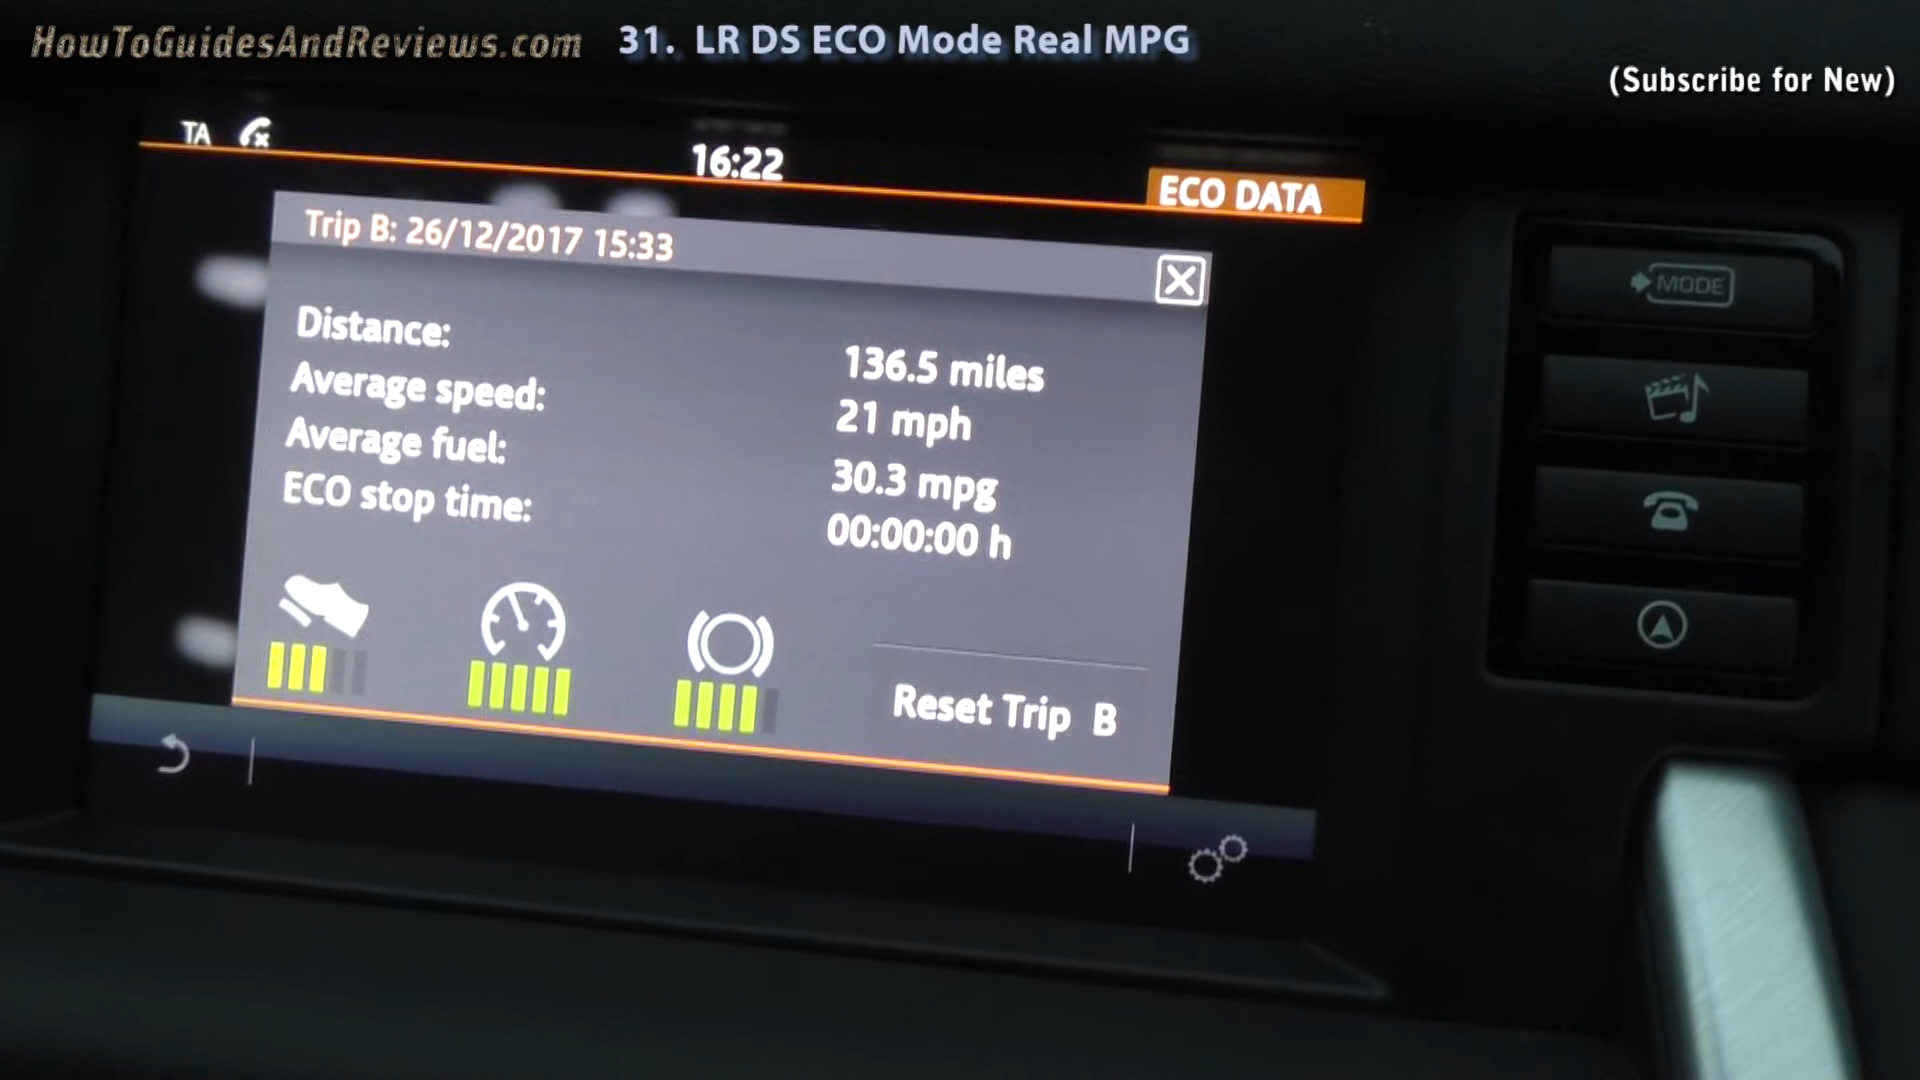 HowToGuidesAndReviews.com 31. LR DS ECO Mode Real MPG
(Subscribe for New)
TA 16:22 ECO DATA
Trip B: 26/12/2017 15:33
Distance: 136.5 miles
Average speed: 21 mph
Average fuel: 30.3 mpg
ECO stop time: 00:00:00 h
Reset Trip B
MODE